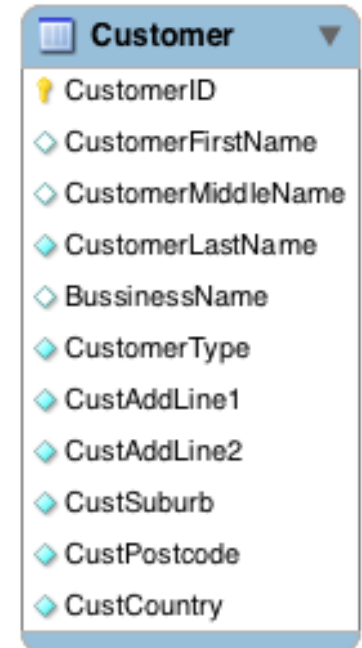 Customer
CustomerID
CustomerFirstName
CustomerMiddleName
CustomerLastName
BussinessName
CustomerType
CustAddLine1
CustAddLine2
CustSuburb
CustPostcode
CustCountry